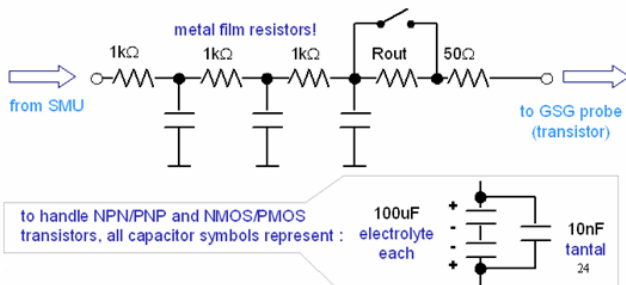 metal film resistors!
1kΩ
1kΩ
1kΩ
Rout
50Ω
from SMU
to GSG probe
(transistor)
to handle NPN/PNP and NMOS/PMOS
transistors, all capacitor symbols represent :
100uF
electrolyte
each
+
-
-
+
10nF
tantal
24